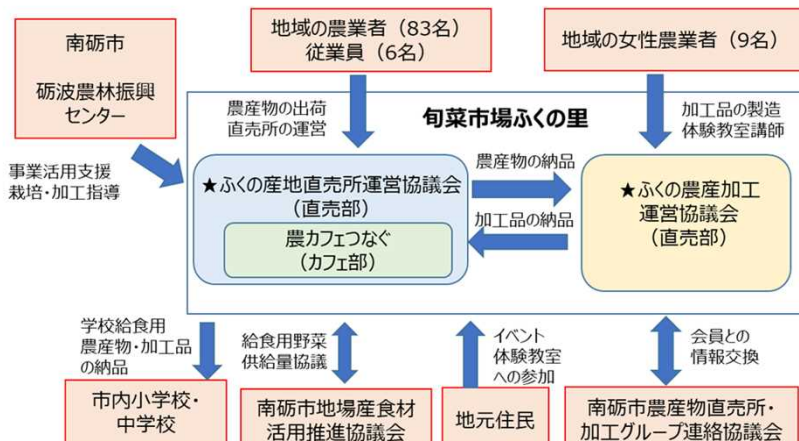 南砺市
砺波農林振興
センター
地域の農業者（83名）
従業員（6名）
地域の女性農業者（9名）
農産物の出荷
直売所の運営
旬菜市場ふくの里
加工品の製造
体験教室講師
事業活用支援
栽培・加工指導
★ふくの産地直売所運営協議会
（直売部）
農カフェつなぐ
（カフェ部）
農産物の納品
加工品の納品
★ふくの農産加工
運営協議会
（直売部）
学校給食用
農産物・加工品
の納品
給食用野菜
供給量協議
イベント
体験教室
への参加
会員との
情報交換
市内小学校・
中学校
南砺市地場産食材
活用推進協議会
地元住民
南砺市農産物直売所・
加工グループ連絡協議会